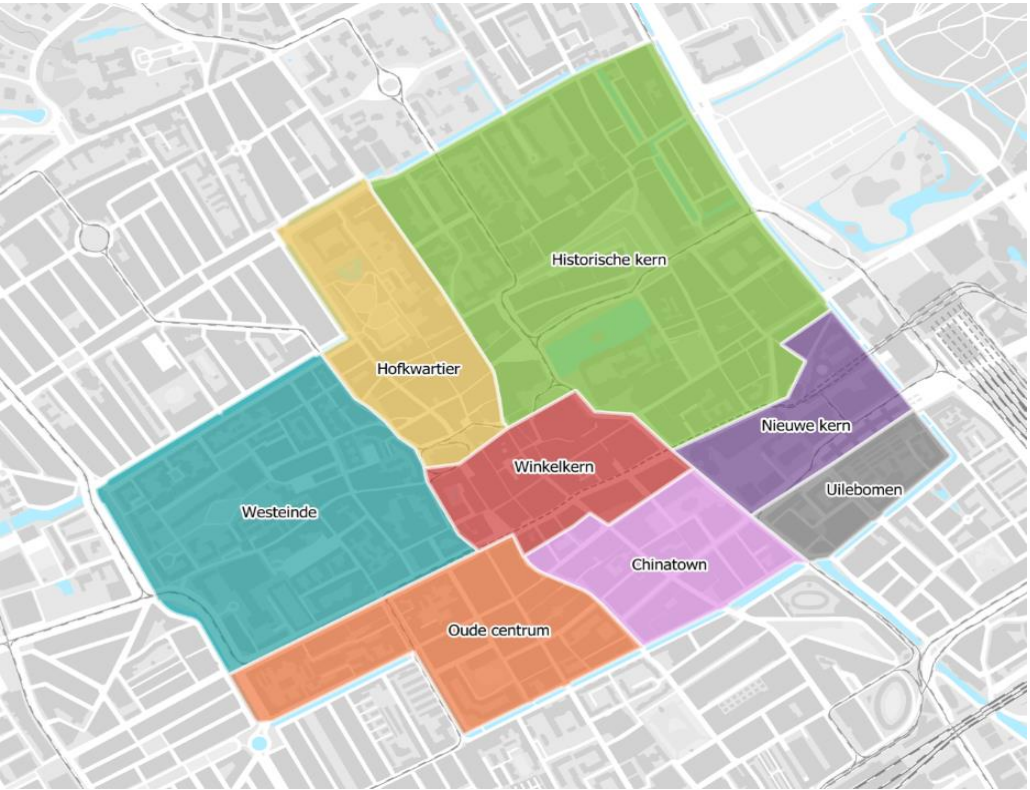 Historische kern
Hofkwartier
Nieuwe kern
Winkelkern
Uilebomen
Westeinde
Chinatown
Oude centrum